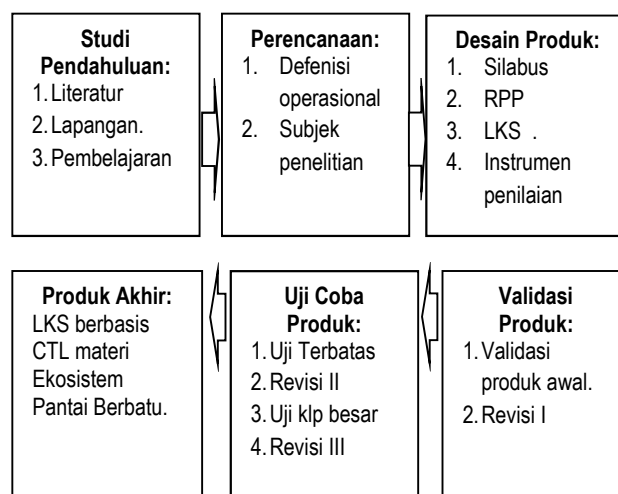 Studi
Pendahuluan:
1. Literatur
2. Lapangan.
3. Pembelajaran
Perencanaan:
1. Defenisi
operasional
2. Subjek
penelitian
Desain Produk:
1. Silabus
2. RPP
3. LKS .
4. Instrumen
penilaian
Produk Akhir:
LKS berbasis
CTL materi
Ekosistem
Pantai Berbatu.
Uji Coba
Produk:
1. Uji Terbatas
2. Revisi II
3. Uji klp besar
4. Revisi III
Validasi
Produk:
1. Validasi
produk awal.
2. Revisi I